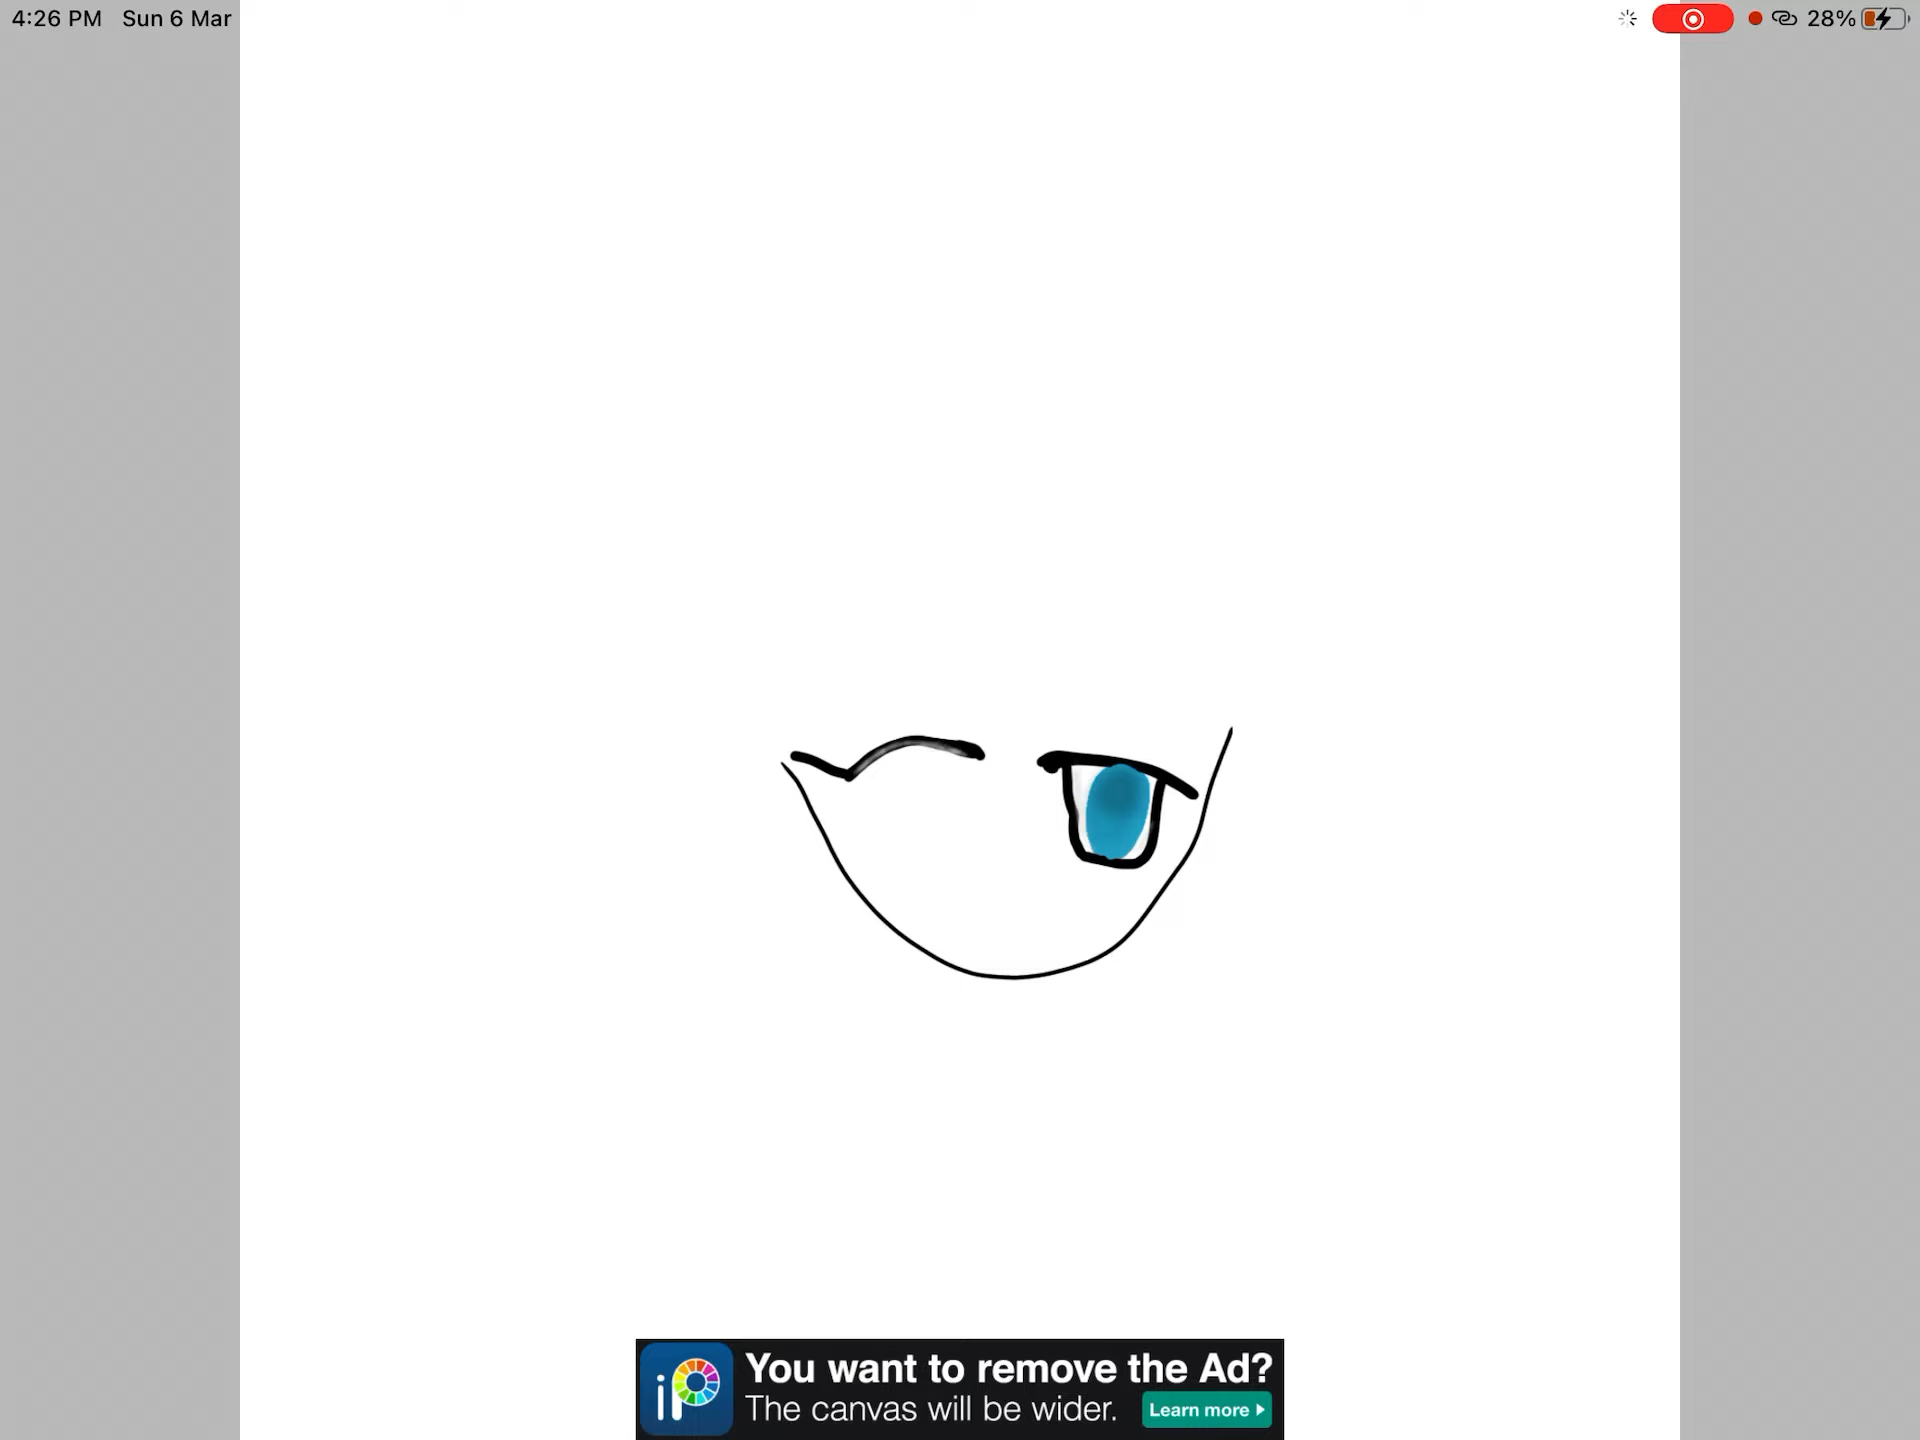 4:26 PM Sun 6 Mar
28%
iP
You want to remove the Ad?
The canvas will be wider.
Learn more